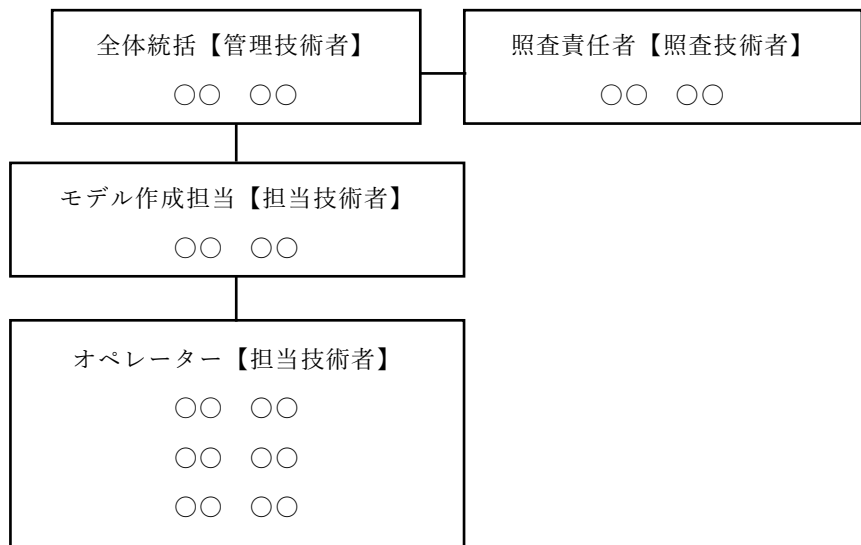 全体統括【管理技術者】
○○　○○
照査責任者【照査技術者】
○○　○○
モデル作成担当【担当技術者】
○○　○○
オペレーター【担当技術者】
○○　○○
○○　○○
○○　○○